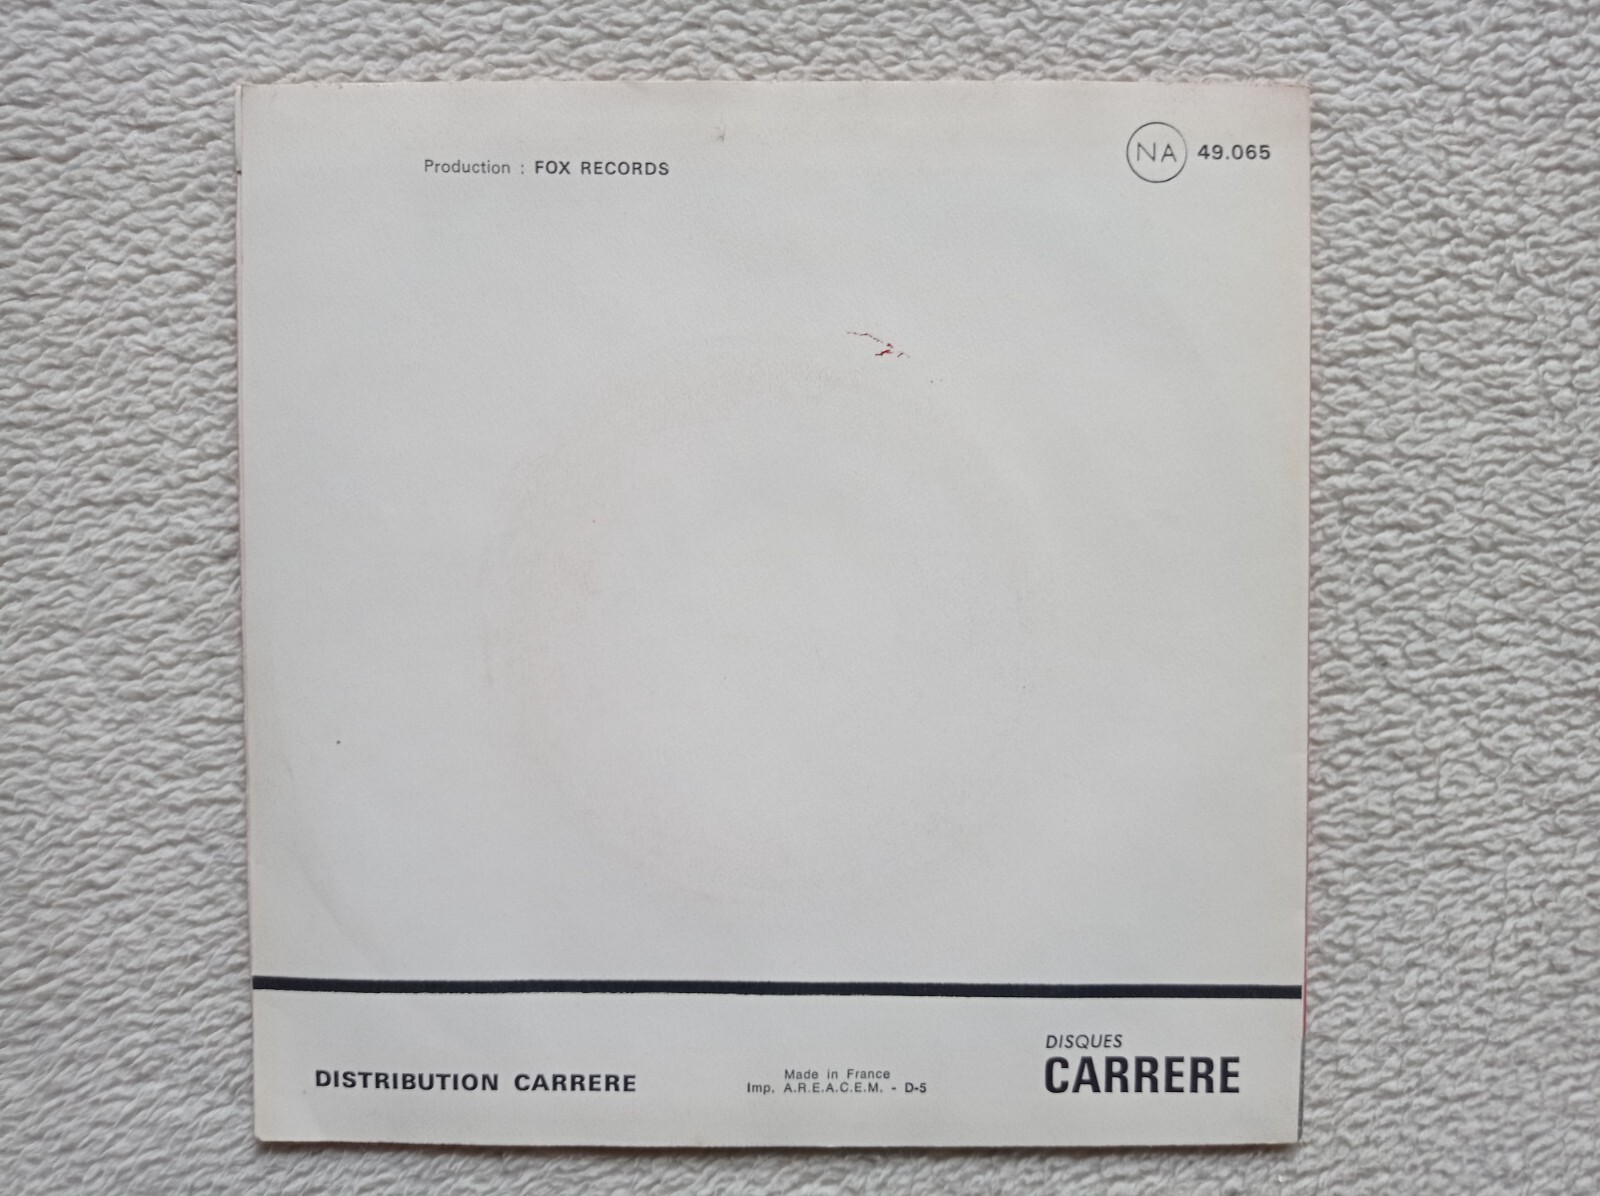 Production : FOX RECORDS
NA 49.065
DISTRIBUTION CARRERE
Made in France
Imp. A.R.E.A.C.E.M. - D-5
DISQUES
CARRERE